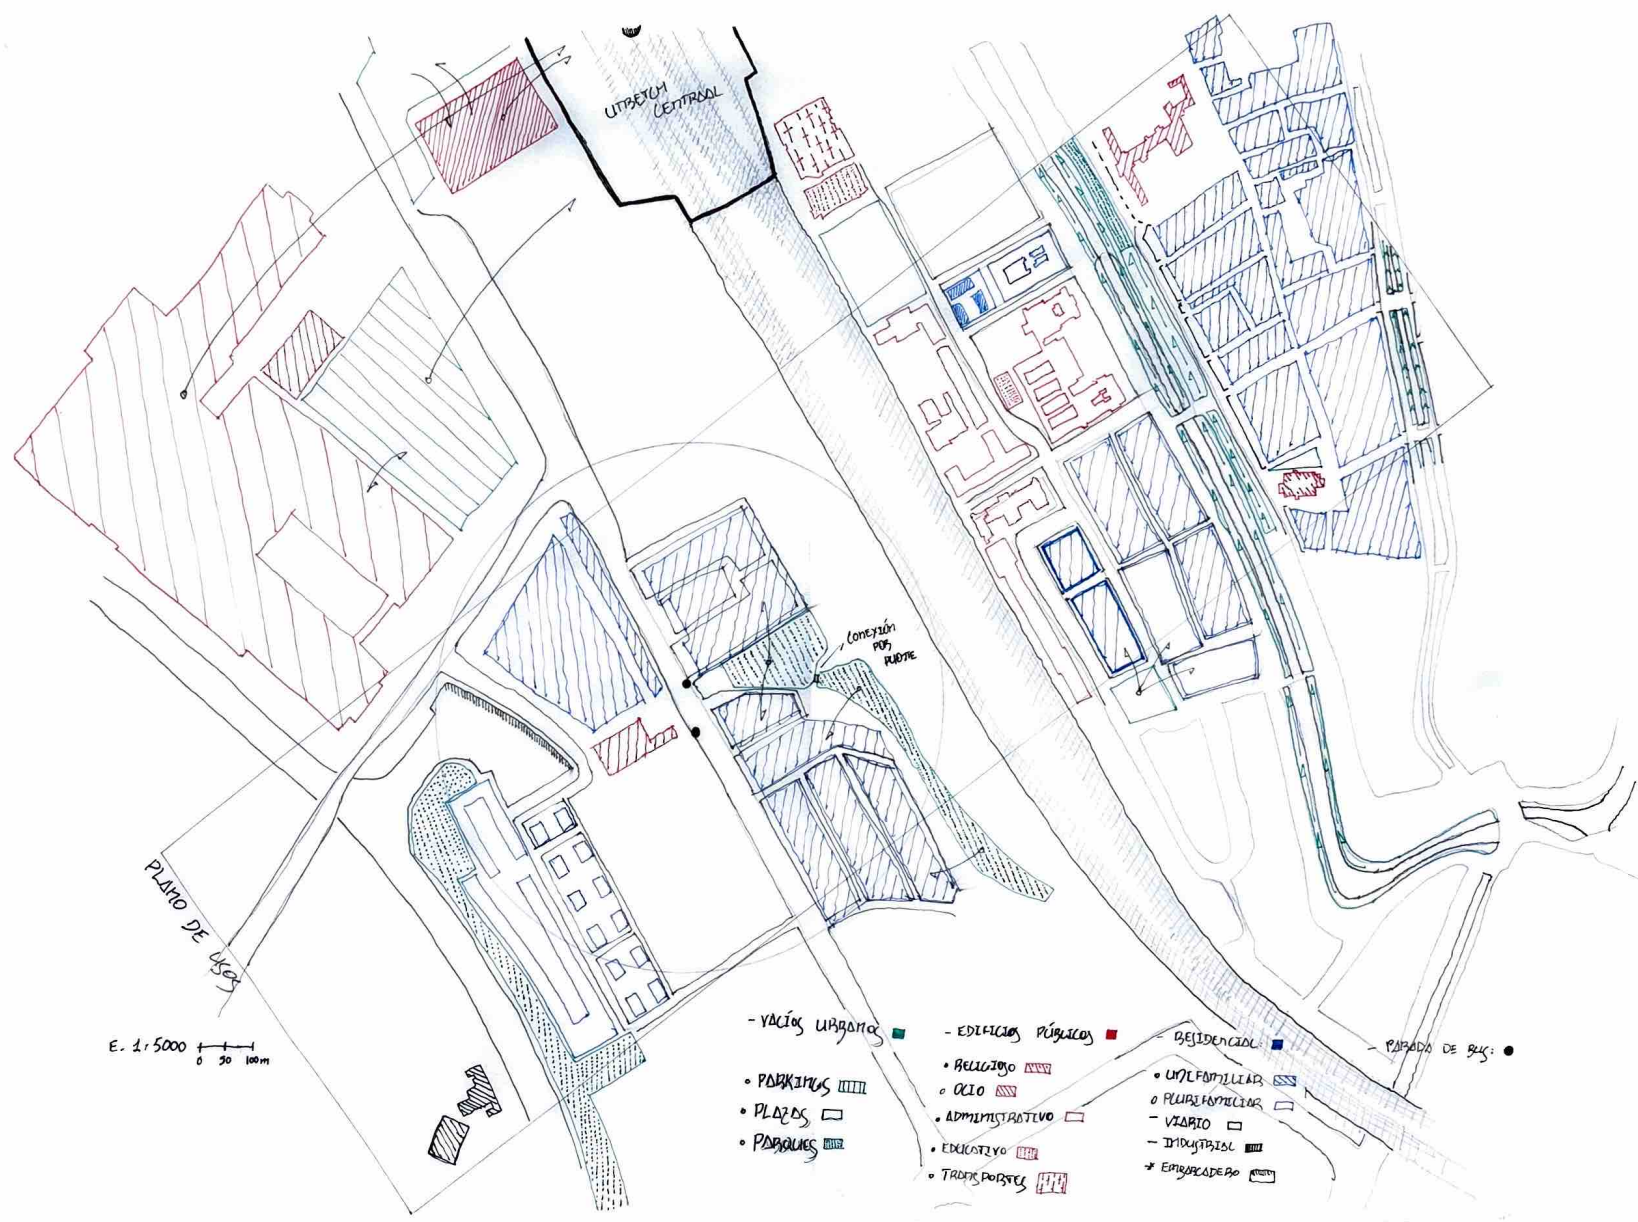 UTRETCH
CENTRAAL
CONEXIÓN
POR
PUENTE
PLANO DE USOS
E. 1:5000
0 50 100m
- VACÍOS URBANOS
• PARKINGS
• PLAZAS
• PARQUES
- EDIFICIOS PÚBLICOS
• RELIGIOSO
• OCIO
• ADMINISTRATIVO
• EDUCATIVO
• TRANSPORTES
- RESIDENCIAL:
• UNIFAMILIAR
• PLURIFAMILIAR
- VIARIO
- INDUSTRIAL
* EMBARCADERO
- PARADA DE BUS: